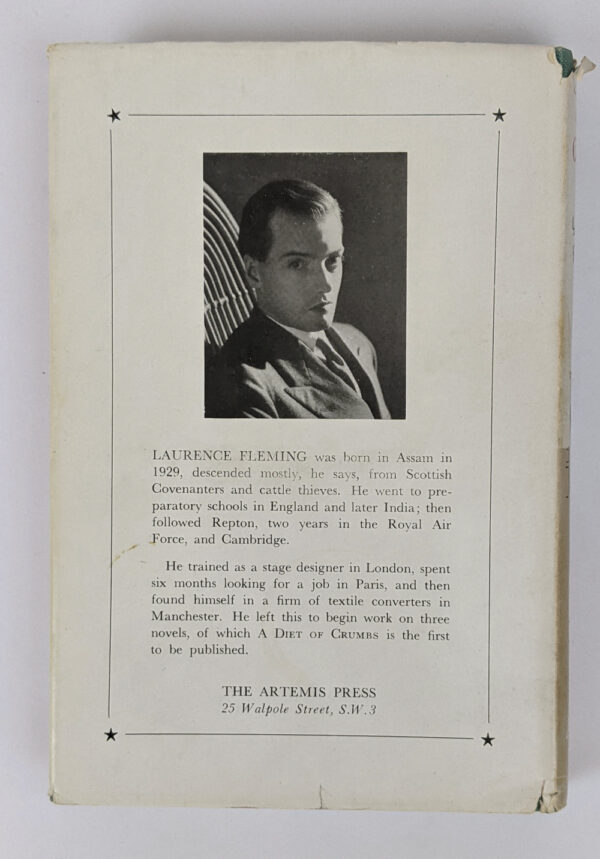 LAURENCE FLEMING was born in Assam in
1929, descended mostly, he says, from Scottish
Covenanters and cattle thieves. He went to pre-
paratory schools in England and later India; then
followed Repton, two years in the Royal Air
Force, and Cambridge.
He trained as a stage designer in London, spent
six months looking for a job in Paris, and then
found himself in a firm of textile converters in
Manchester. He left this to begin work on three
novels, of which A DIET OF CRUMBS is the first
to be published.
THE ARTEMIS PRESS
25 Walpole Street, S.W.3